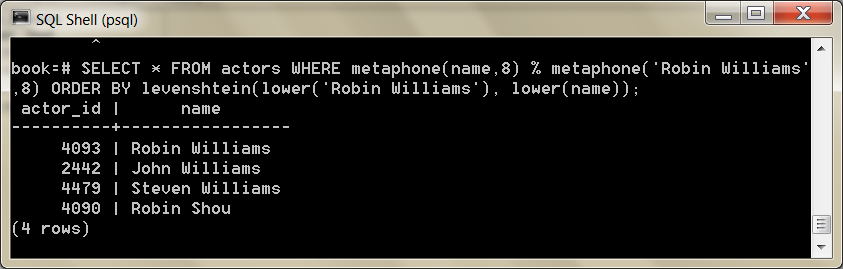 SQL Shell (psql)
^
book=# SELECT * FROM actors WHERE metaphone(name,8) % metaphone('Robin Williams'
,8) ORDER BY levenshtein(lower('Robin Williams'), lower(name));
 actor_id |      name
----------+-----------------
     4093 | Robin Williams
     2442 | John Williams
     4479 | Steven Williams
     4090 | Robin Shou
(4 rows)